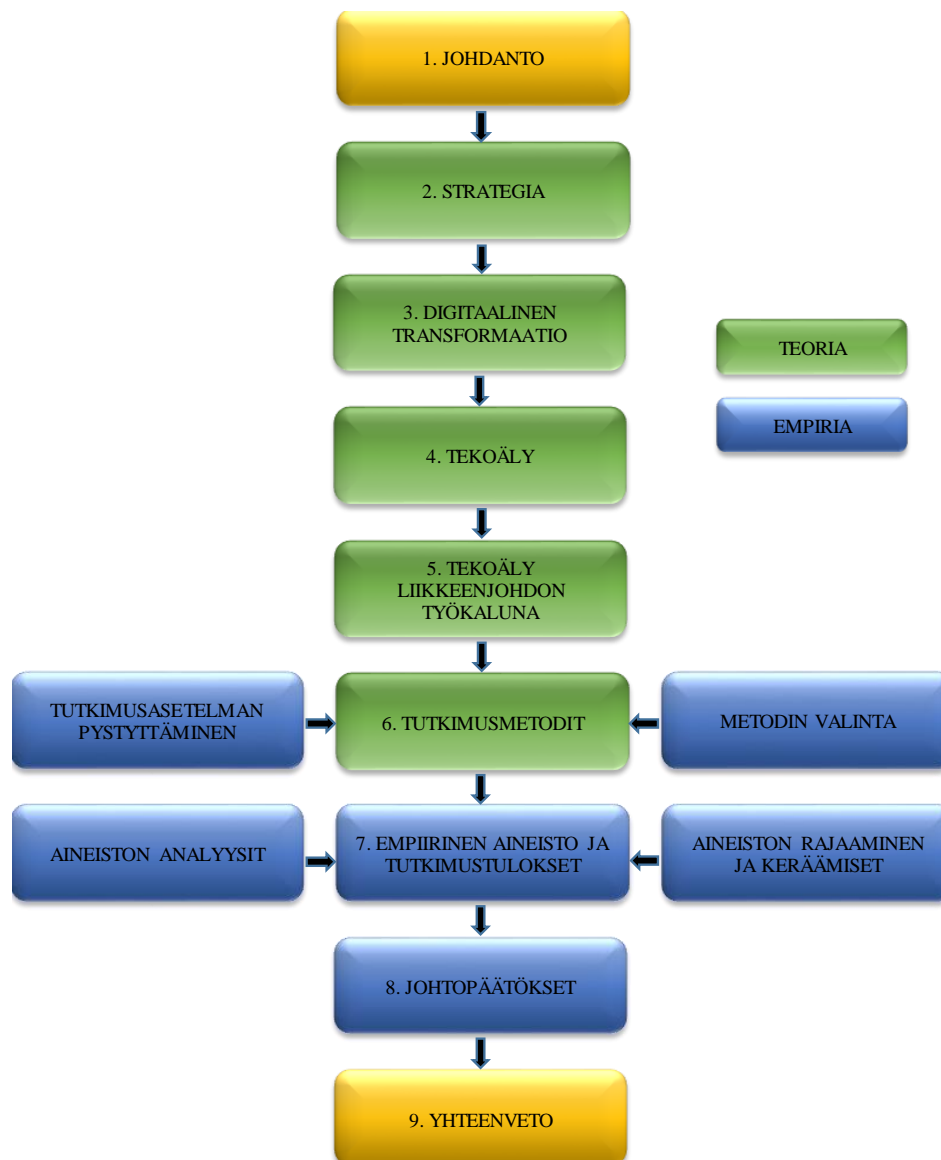 1. JOHDANTO
2. STRATEGIA
3. DIGITAALINEN
TRANSFORMAATIO
TEORIA
EMPIRIA
4. TEKOÄLY
5. TEKOÄLY
LIIKKEENJOHDON
TYÖKALUNA
TUTKIMUSASETELMAN
PYSTYTTÄMINEN
6. TUTKIMUSMETODIT
METODIN VALINTA
AINEISTON ANALYYSIT
7. EMPIIRINEN AINEISTO JA
TUTKIMUSTULOKSET
AINEISTON RAJAAMINEN
JA KERÄÄMISET
8. JOHTOPÄÄTÖKSET
9. YHTEENVETO